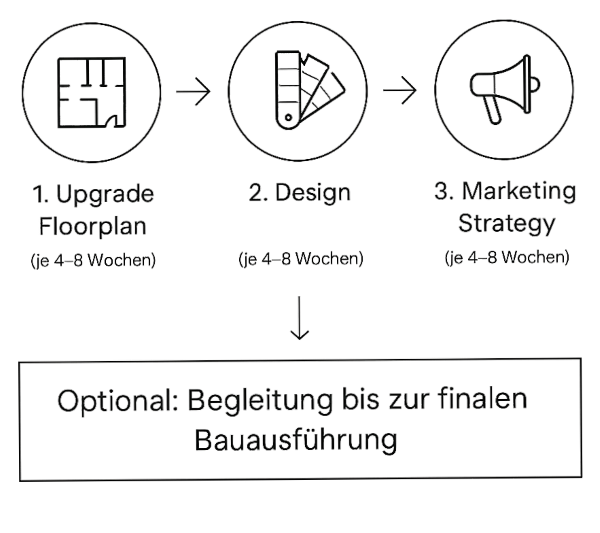 1. Upgrade
Floorplan
(je 4–8 Wochen)
2. Design
(je 4–8 Wochen)
3. Marketing
Strategy
(je 4–8 Wochen)
Optional: Begleitung bis zur finalen
Bauausführung